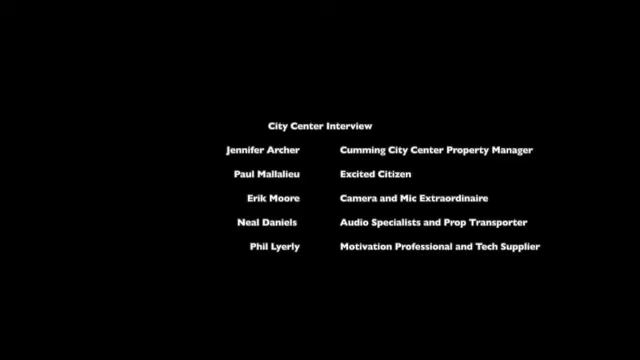 City Center Interview
Jennifer Archer Cumming City Center Property Manager
Paul Mallalieu Excited Citizen
Erik Moore Camera and Mic Extraordinaire
Neal Daniels Audio Specialists and Prop Transporter
Phil Lyerly Motivation Professional and Tech Supplier